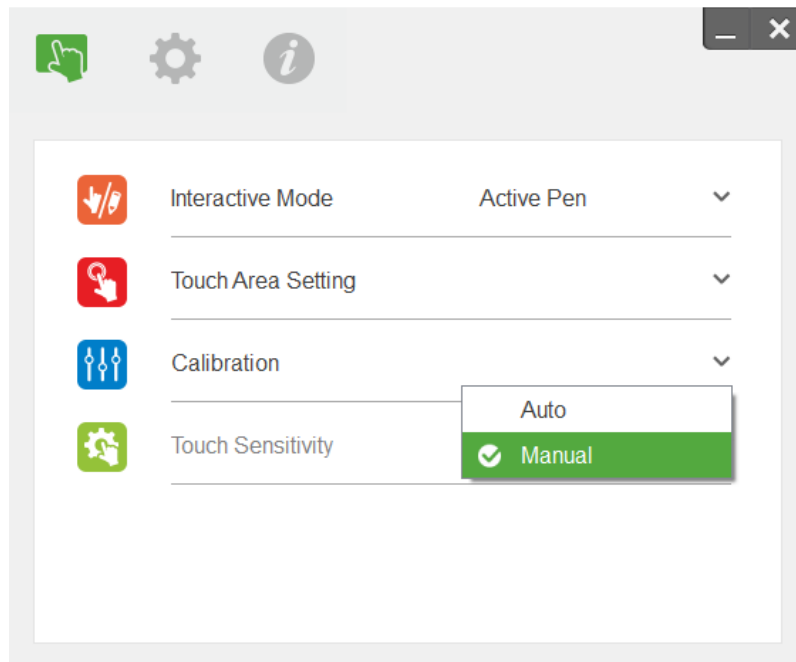 Interactive Mode Active Pen
Touch Area Setting
Calibration
Auto
Touch Sensitivity
Manual